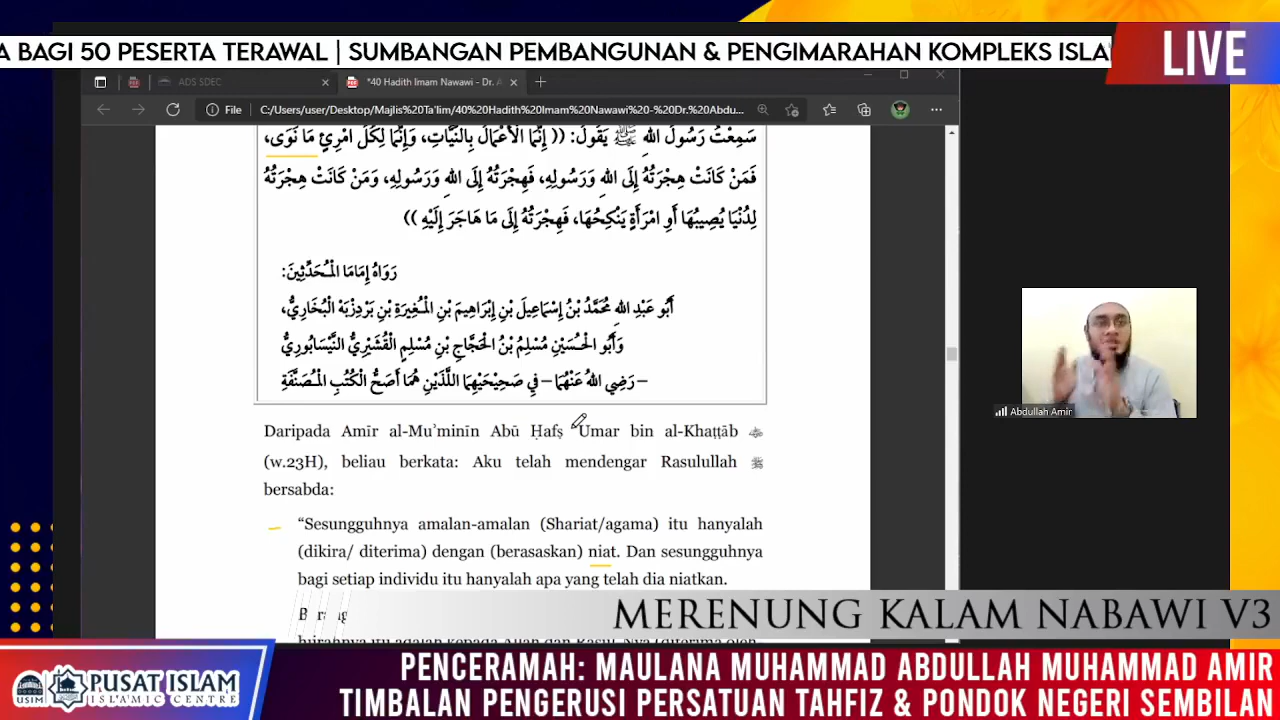 A BAGI 50 PESERTA TERAWAL | SUMBANGAN PEMBANGUNAN & PENGIMARAHAN KOMPLEKS ISLA
LIVE
ADS SDEC
*40 Hadith Imam Nawawi - Dr. A
File
C:/Users/user/Desktop/Majlis%20Ta'lim/40%20Hadith%20Imam%20Nawawi%20-%20Dr.%20Abdu...
سَمِعْتُ رَسُولَ اللهِ ﷺ يَقُولُ: (( إِنَّمَا الْأَعْمَالُ بِالنِّيَّاتِ، وَإِنَّمَا لِكُلِّ امْرِئٍ مَا نَوَى،
فَمَنْ كَانَتْ هِجْرَتُهُ إِلَى اللهِ وَرَسُولِهِ، فَهِجْرَتُهُ إِلَى اللهِ وَرَسُولِهِ، وَمَنْ كَانَتْ هِجْرَتُهُ
لِدُنْيَا يُصِيبُهَا أَوِ امْرَأَةٍ يَنْكِحُهَا، فَهِجْرَتُهُ إِلَى مَا هَاجَرَ إِلَيْهِ ))
رَوَاهُ إِمَامَا الْمُحَدِّثِينَ:
أَبُو عَبْدِ اللهِ مُحَمَّدُ بْنُ إِسْمَاعِيلَ بْنِ إِبْرَاهِيمَ بْنِ الْمُغِيرَةِ بْنِ بَرْدِزْبَهْ الْبُخَارِيُّ،
وَأَبُو الْحُسَيْنِ مُسْلِمُ بْنُ الْحَجَّاجِ بْنِ مُسْلِمٍ الْقُشَيْرِيُّ النَّيْسَابُورِيُّ
–رَضِي اللهُ عَنْهُمَا– فِي صَحِيْحَيْهِمَا اللَّذَيْنِ هُمَا أَصَحُّ الْكُتُبِ الْمُصَنَّفَةِ
Daripada Amīr al-Mu’minīn Abū Ḥafṣ ‘Umar bin al-Khaṭṭāb
(w.23H), beliau berkata: Aku telah mendengar Rasulullah ﷺ
bersabda:
“Sesungguhnya amalan-amalan (Shariat/agama) itu hanyalah
(dikira/ diterima) dengan (berasaskan) niat. Dan sesungguhnya
bagi setiap individu itu hanyalah apa yang telah dia niatkan.
Abdullah Amir
MERENUNG KALAM NABAWI V3
USIM
PUSAT ISLAM
ISLAMIC CENTRE
PENCERAMAH: MAULANA MUHAMMAD ABDULLAH MUHAMMAD AMIR
TIMBALAN PENGERUSI PERSATUAN TAHFIZ & PONDOK NEGERI SEMBILAN